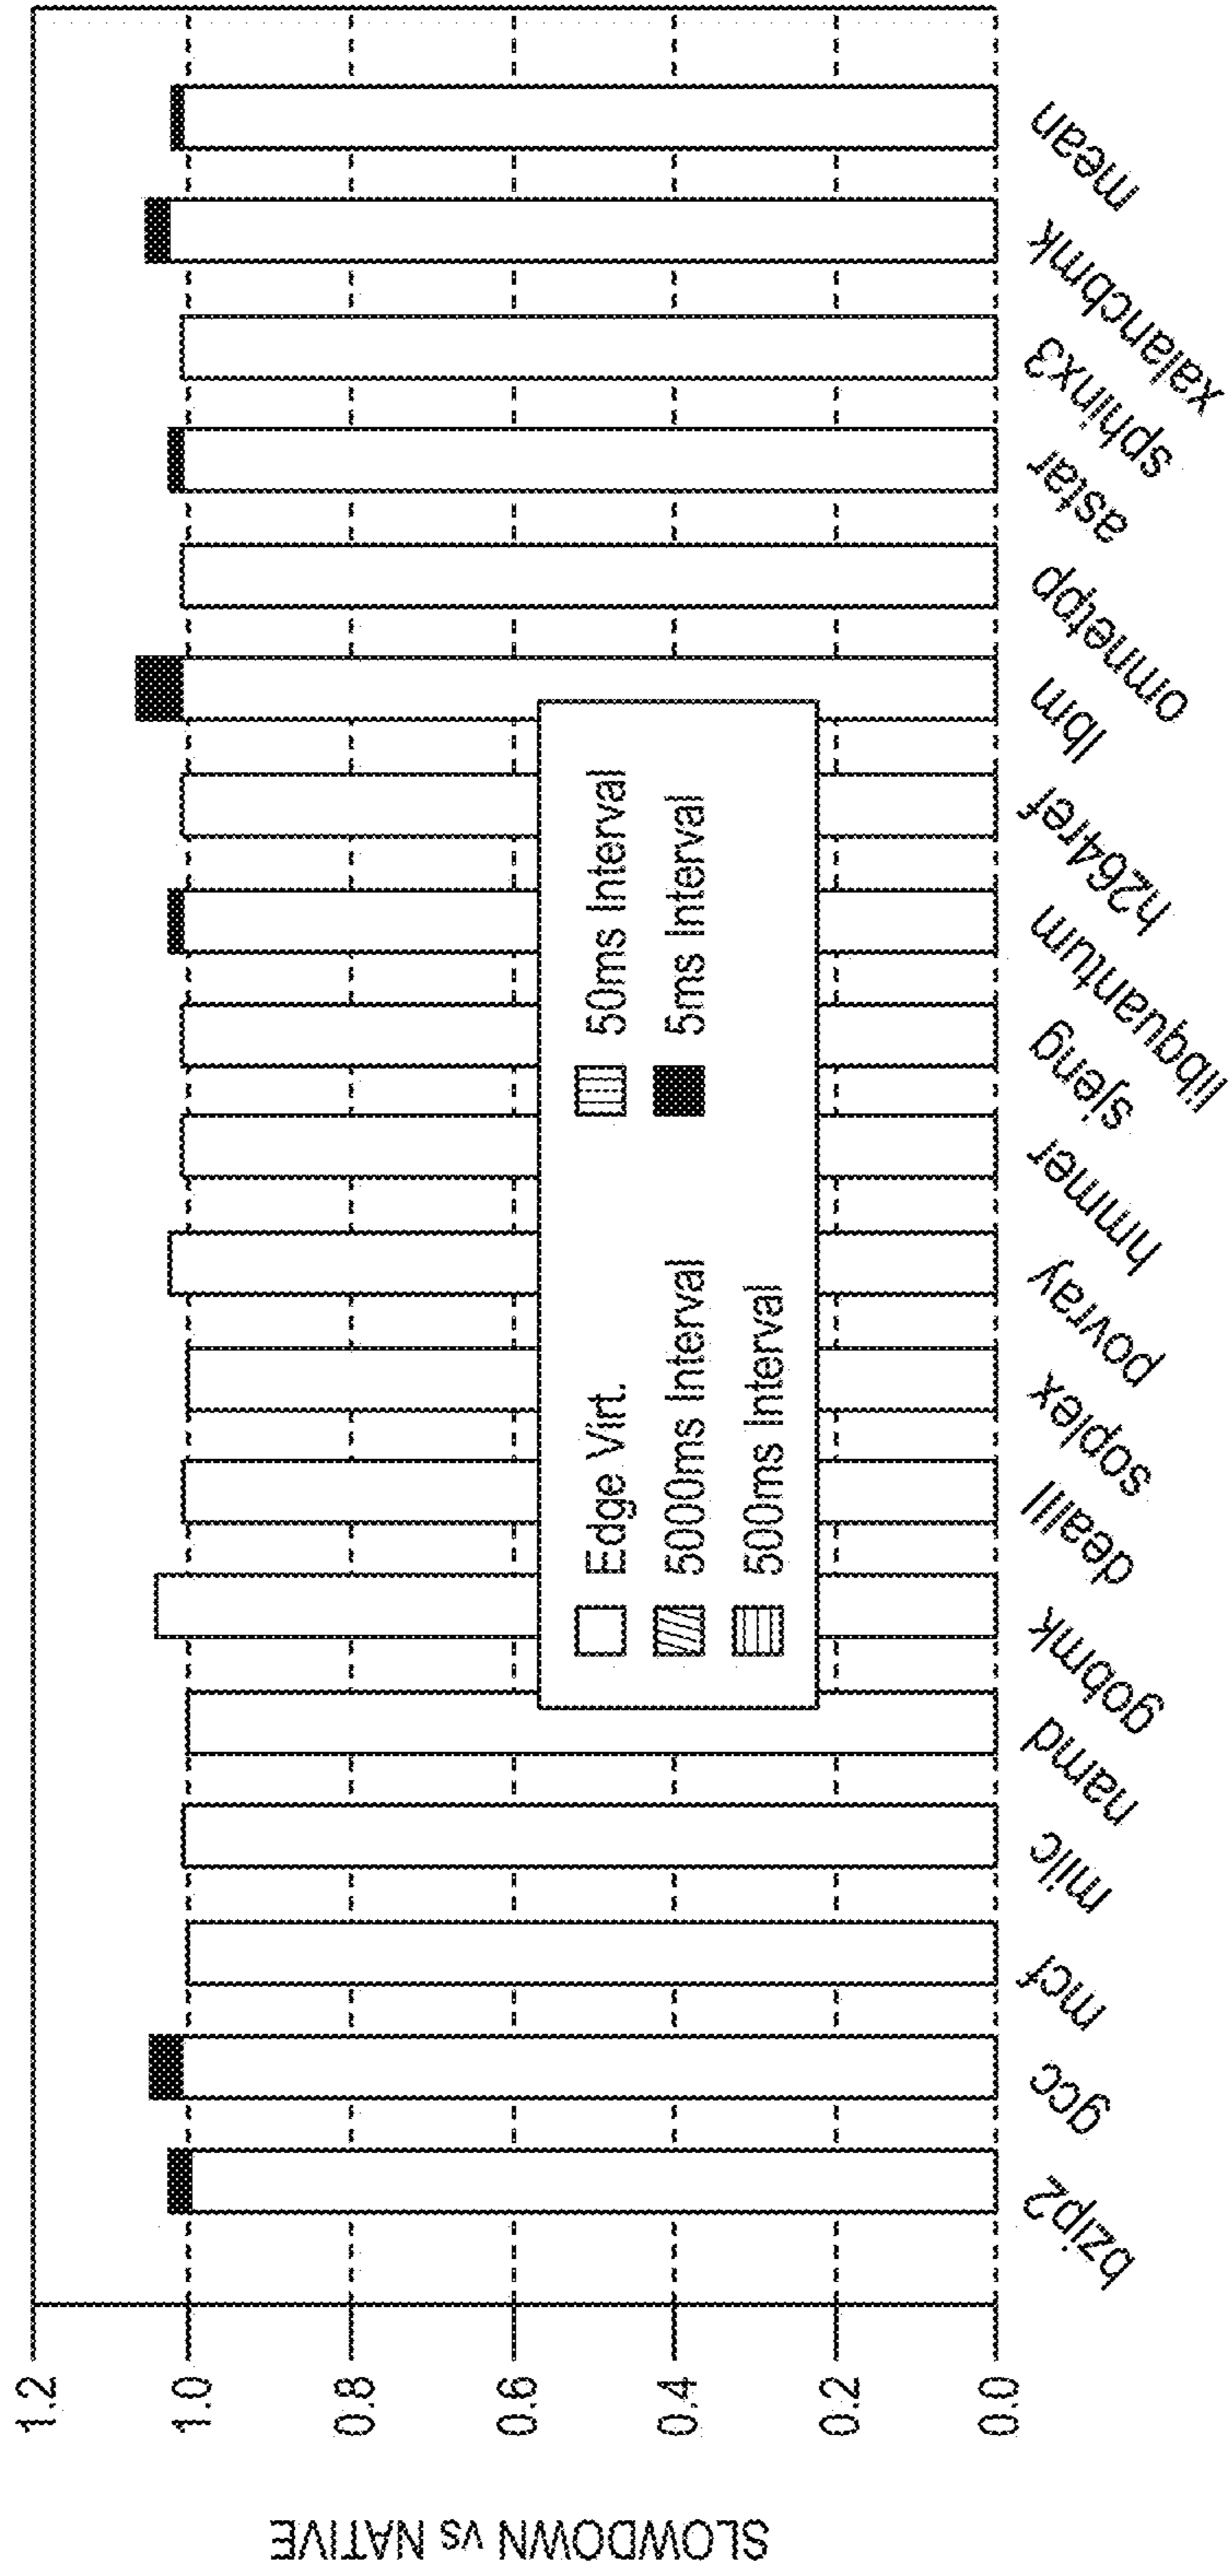 SLOWDOWN vs NATIVE
1.2
1.0
0.8
0.6
0.4
0.2
0.0
Edge Virt.
5000ms Interval
500ms Interval
50ms Interval
5ms Interval
bzip2
gcc
mcf
milc
namd
gobmk
dealII
soplex
povray
hmmer
sjeng
libquantum
h264ref
lbm
omnetpp
astar
sphinx3
xalancbmk
mean